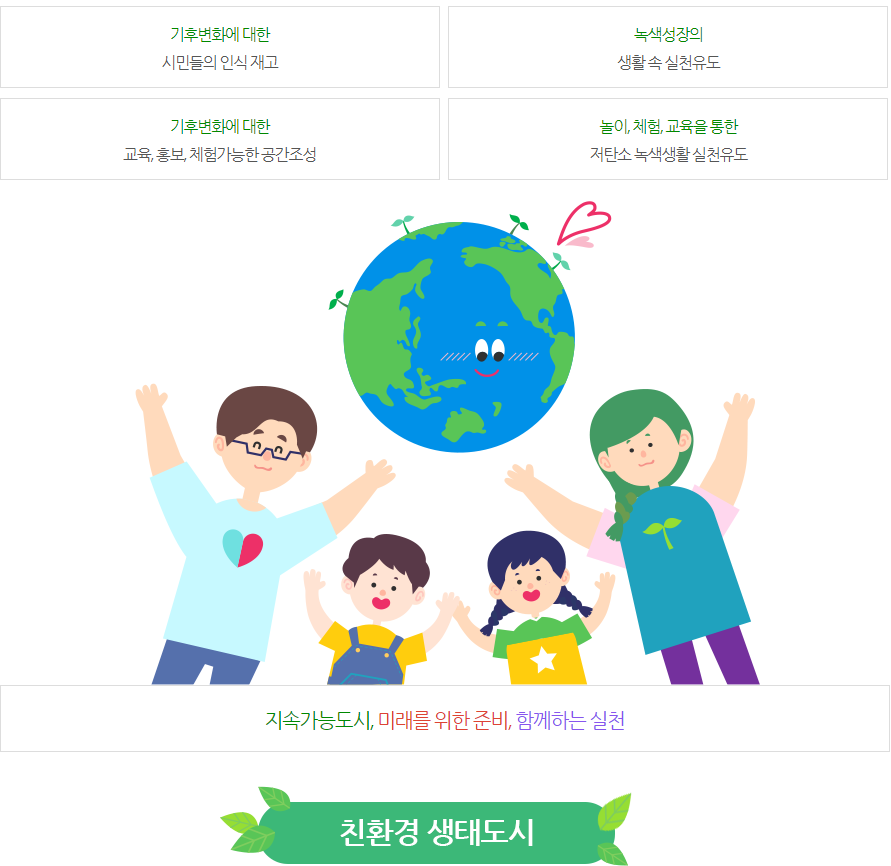 기후변화에 대한
시민들의 인식 재고
녹색성장의
생활 속 실천유도
기후변화에 대한
교육, 홍보, 체험가능한 공간조성
놀이, 체험, 교육을 통한
저탄소 녹색생활 실천유도
지속가능도시, 미래를 위한 준비, 함께하는 실천
친환경 생태도시